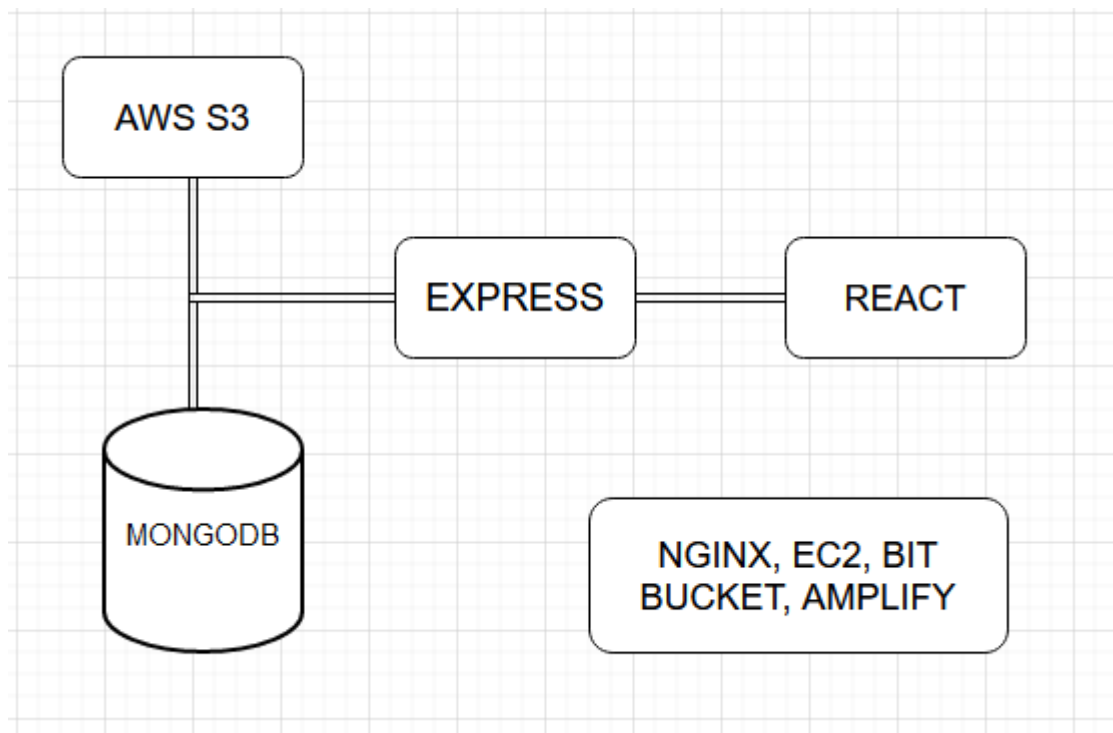 AWS S3
EXPRESS
REACT
MONGODB
NGINX, EC2, BIT
BUCKET, AMPLIFY